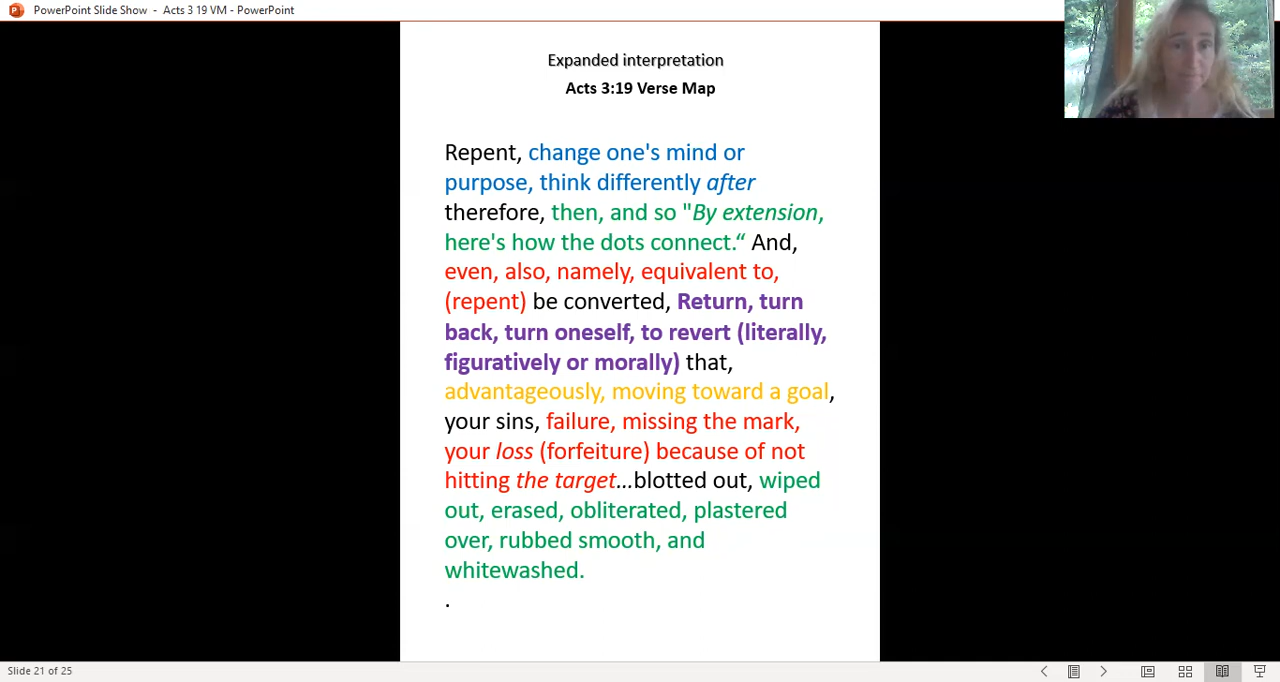 PowerPoint Slide Show - Acts 3 19 VM - PowerPoint
Expanded interpretation
Acts 3:19 Verse Map
Repent, change one's mind or
purpose, think differently after
therefore, then, and so "By extension,
here's how the dots connect.“ And,
even, also, namely, equivalent to,
(repent) be converted, Return, turn
back, turn oneself, to revert (literally,
figuratively or morally) that,
advantageously, moving toward a goal,
your sins, failure, missing the mark,
your loss (forfeiture) because of not
hitting the target…blotted out, wiped
out, erased, obliterated, plastered
over, rubbed smooth, and
whitewashed.
.
Slide 21 of 25